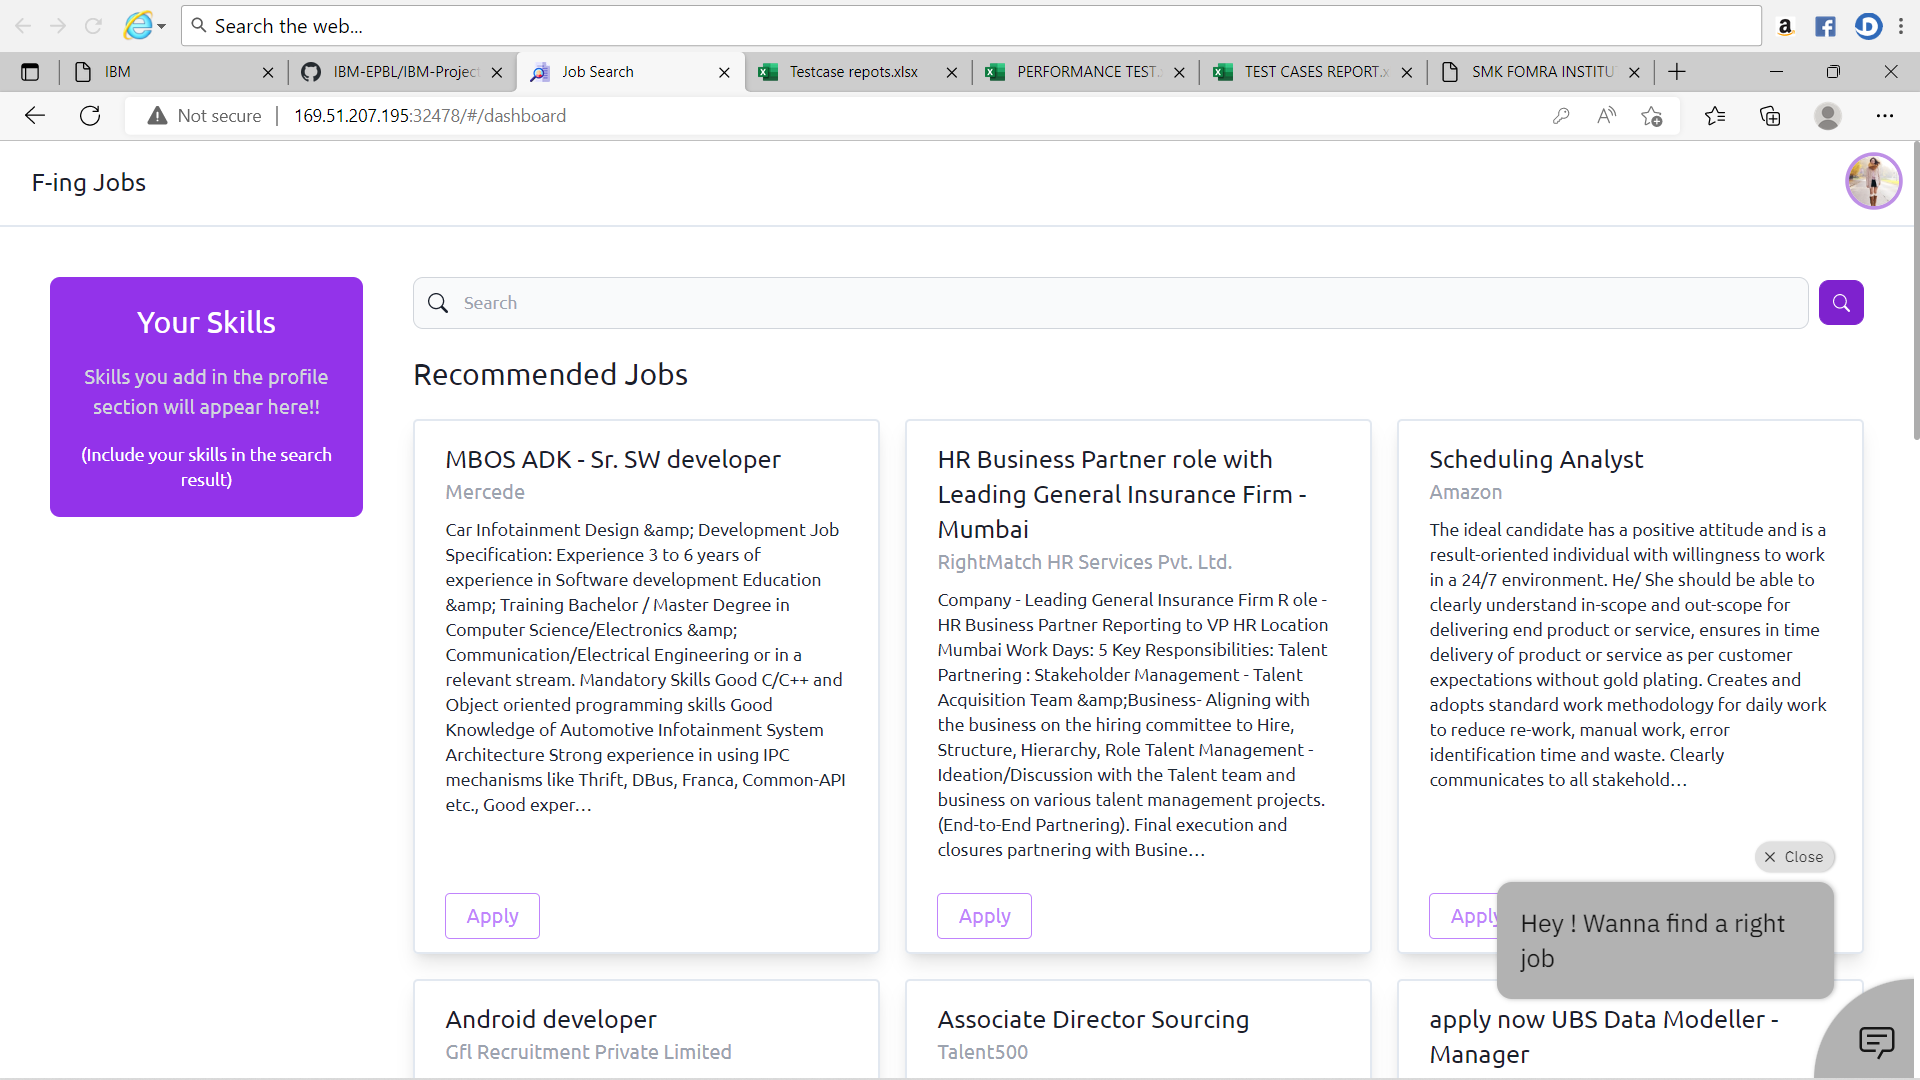 Search the web...
IBM
IBM-EPBL/IBM-Project
Job Search
Testcase repots.xlsx
PERFORMANCE TEST.
TEST CASES REPORT.x
SMK FOMRA INSTITU
Not secure
169.51.207.195:32478/#/dashboard
F-ing Jobs
Your Skills
Skills you add in the profile
section will appear here!!
(Include your skills in the search
result)
Search
Recommended Jobs
MBOS ADK - Sr. SW developer
Mercede
Car Infotainment Design &amp; Development Job
Specification: Experience 3 to 6 years of
experience in Software development Education
&amp; Training Bachelor / Master Degree in
Computer Science/Electronics &amp;
Communication/Electrical Engineering or in a
relevant stream. Mandatory Skills Good C/C++ and
Object oriented programming skills Good
Knowledge of Automotive Infotainment System
Architecture Strong experience in using IPC
mechanisms like Thrift, DBus, Franca, Common-API
etc., Good exper…
Apply
HR Business Partner role with
Leading General Insurance Firm -
Mumbai
RightMatch HR Services Pvt. Ltd.
Company - Leading General Insurance Firm R ole -
HR Business Partner Reporting to VP HR Location
Mumbai Work Days: 5 Key Responsibilities: Talent
Partnering : Stakeholder Management - Talent
Acquisition Team &amp;Business- Aligning with
the business on the hiring committee to Hire,
Structure, Hierarchy, Role Talent Management -
Ideation/Discussion with the Talent team and
business on various talent management projects.
(End-to-End Partnering). Final execution and
closures partnering with Busine…
Apply
Scheduling Analyst
Amazon
The ideal candidate has a positive attitude and is a
result-oriented individual with willingness to work
in a 24/7 environment. He/ She should be able to
clearly understand in-scope and out-scope for
delivering end product or service, ensures in time
delivery of product or service as per customer
expectations without gold plating. Creates and
adopts standard work methodology for daily work
to reduce re-work, manual work, error
identification time and waste. Clearly
communicates to all stakehold…
Apply
Close
Hey ! Wanna find a right
job
Android developer
Gfl Recruitment Private Limited
Associate Director Sourcing
Talent500
apply now UBS Data Modeller -
Manager